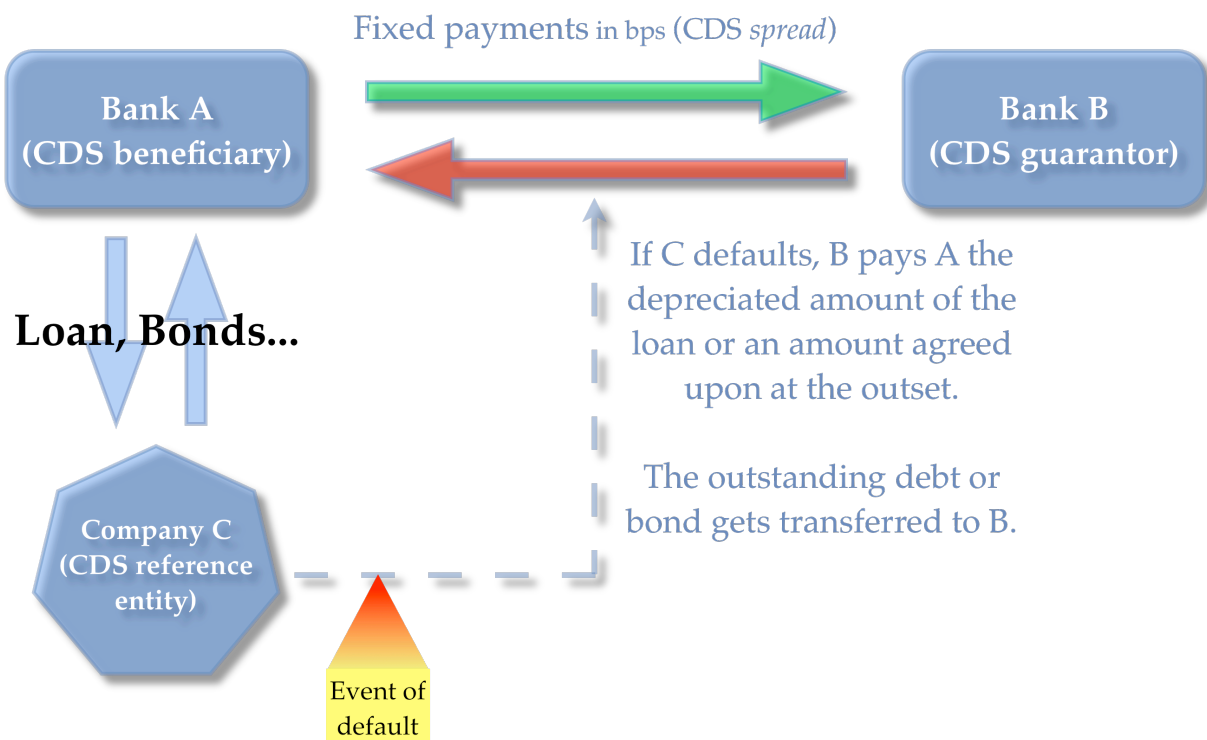 Fixed payments in bps (CDS spread)
Bank A
(CDS beneficiary)
Bank B
(CDS guarantor)
If C defaults, B pays A the
depreciated amount of the
loan or an amount agreed
upon at the outset.
The outstanding debt or
bond gets transferred to B.
Loan, Bonds...
Company C
(CDS reference
entity)
Event of
default